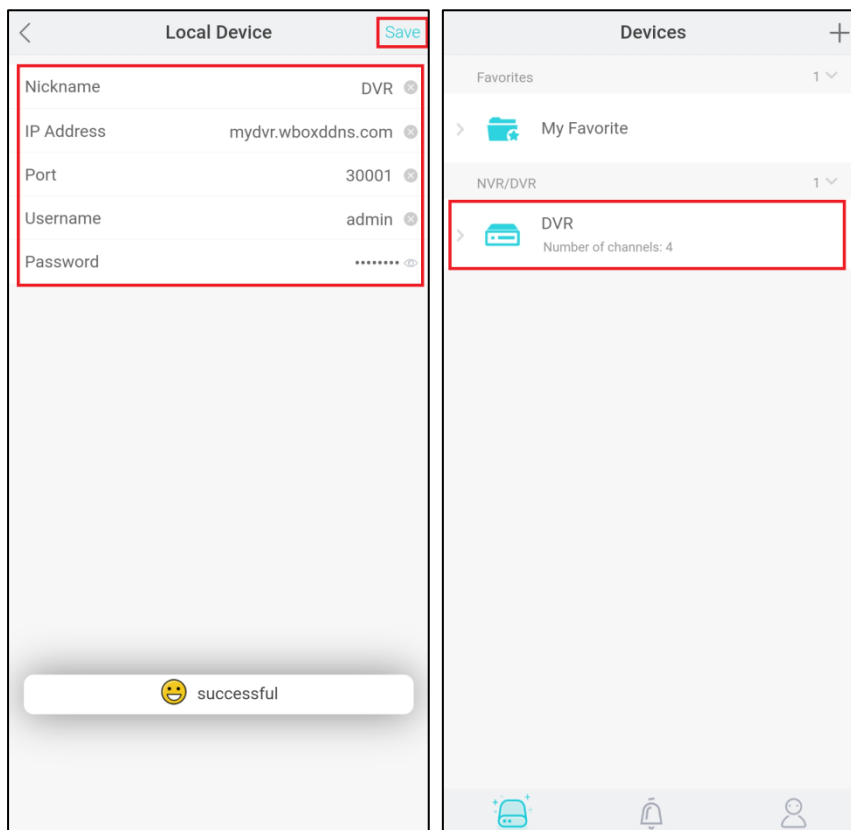 Local Device Save
Nickname DVR
IP Address mydvr.wboxddns.com
Port 30001
Username admin
Password ••••••••
successful
Devices
Favorites 1
My Favorite
NVR/DVR 1
DVR
Number of channels: 4